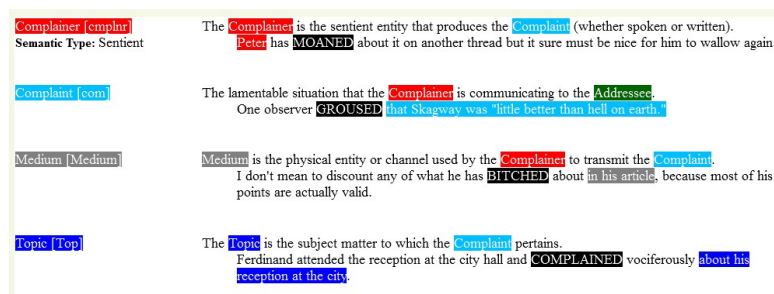 Complainer [cmplnr] The Complainer is the sentient entity that produces the Complaint (whether spoken or written).
Semantic Type: Sentient Peter has MOANED about it on another thread but it sure must be nice for him to wallow again
Complaint [com] The lamentable situation that the Complainer is communicating to the Addressee.
One observer GROUSED that Skagway was "little better than hell on earth."
Medium [Medium] Medium is the physical entity or channel used by the Complainer to transmit the Complaint.
I don't mean to discount any of what he has BITCHED about in his article, because most of his
points are actually valid.
Topic [Top] The Topic is the subject matter to which the Complaint pertains.
Ferdinand attended the reception at the city hall and COMPLAINED vociferously about his
reception at the city.